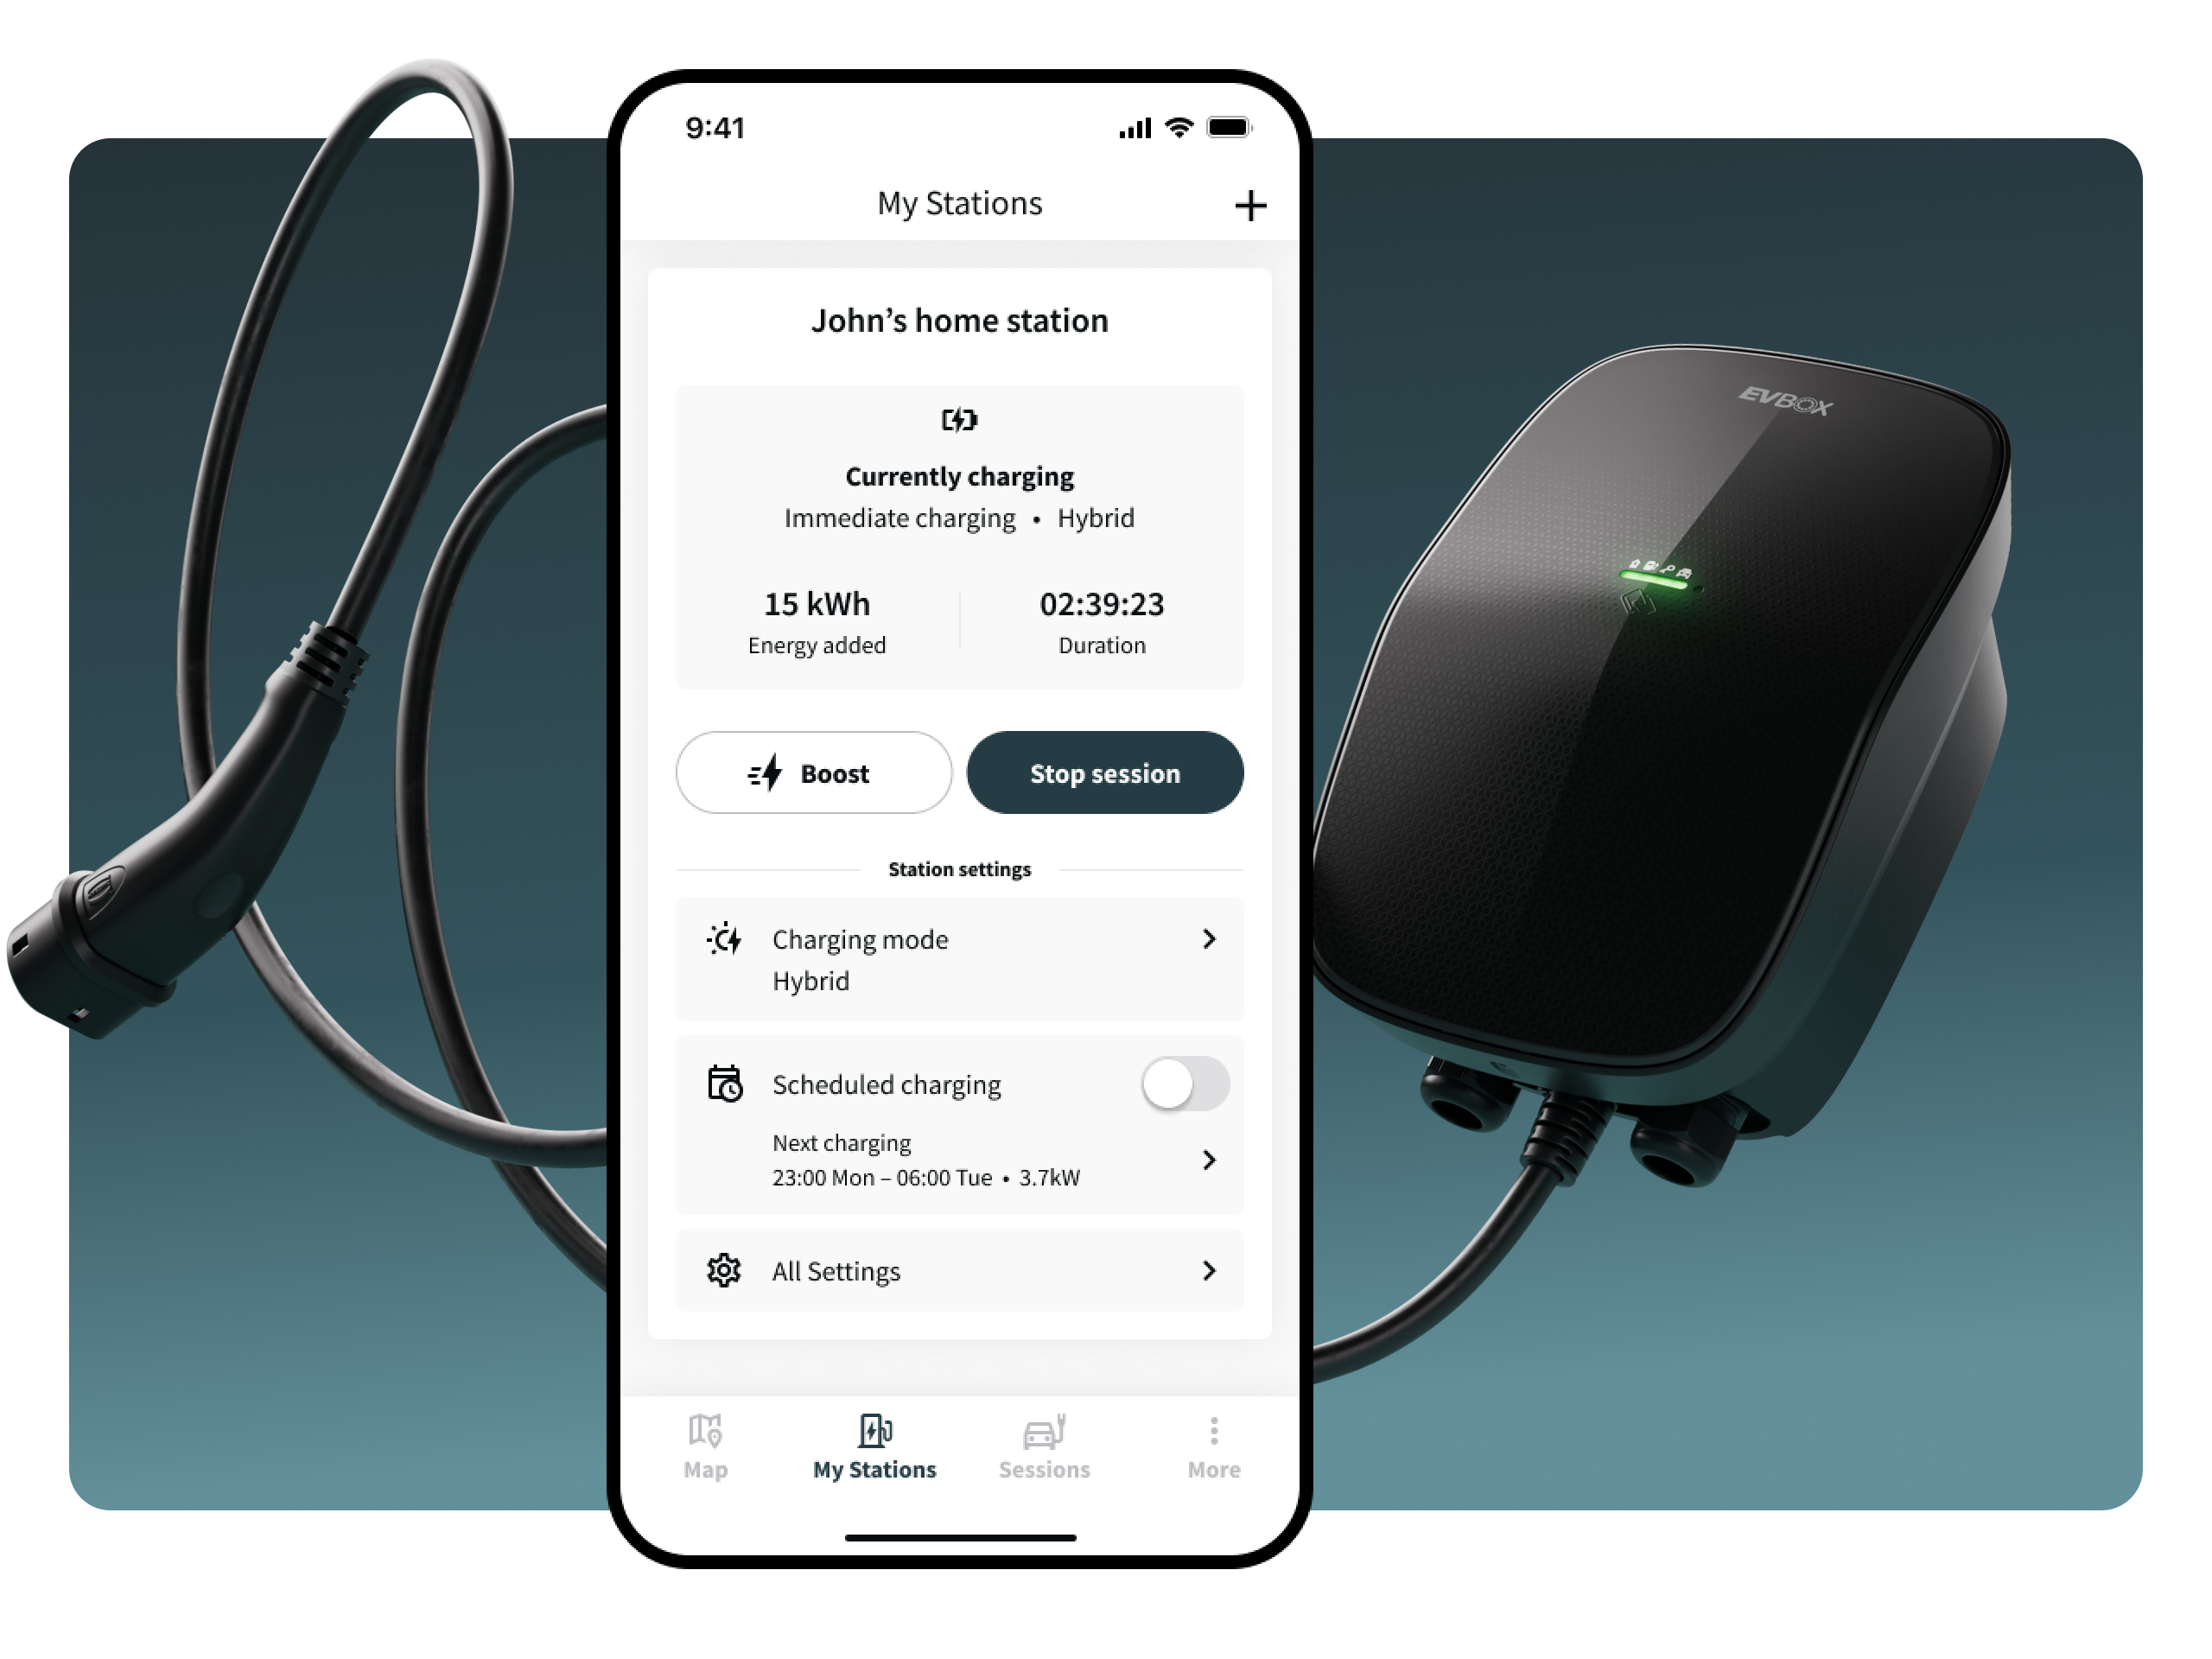 9:41
My Stations
John’s home station
Currently charging
Immediate charging • Hybrid
15 kWh
Energy added
02:39:23
Duration
Boost
Stop session
Station settings
Charging mode
Hybrid
Scheduled charging
Next charging
23:00 Mon – 06:00 Tue • 3.7kW
All Settings
Map
My Stations
Sessions
More
EVBOX